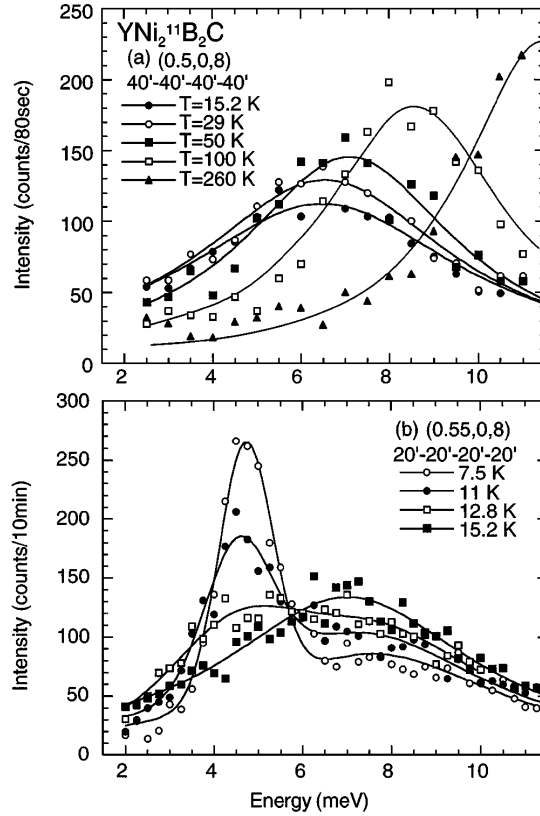 YNi₂¹¹B₂C
(a) (0.5,0,8)
40'-40'-40'-40'
T=15.2 K
T=29 K
T=50 K
T=100 K
T=260 K
Intensity (counts/80sec)
250
200
150
100
50
0
2 4 6 8 10
(b) (0.55,0,8)
20'-20'-20'-20'
7.5 K
11 K
12.8 K
15.2 K
Intensity (counts/10min)
300
250
200
150
100
50
0
2 4 6 8 10
Energy (meV)